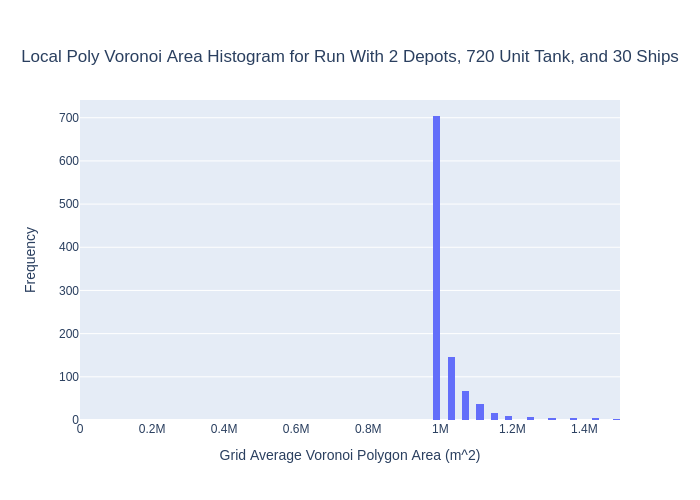 Local Poly Voronoi Area Histogram for Run With 2 Depots, 720 Unit Tank, and 30 Ships
700
600
500
400
300
200
100
0
Frequency
0 0.2M 0.4M 0.6M 0.8M 1M 1.2M 1.4M
Grid Average Voronoi Polygon Area (m^2)